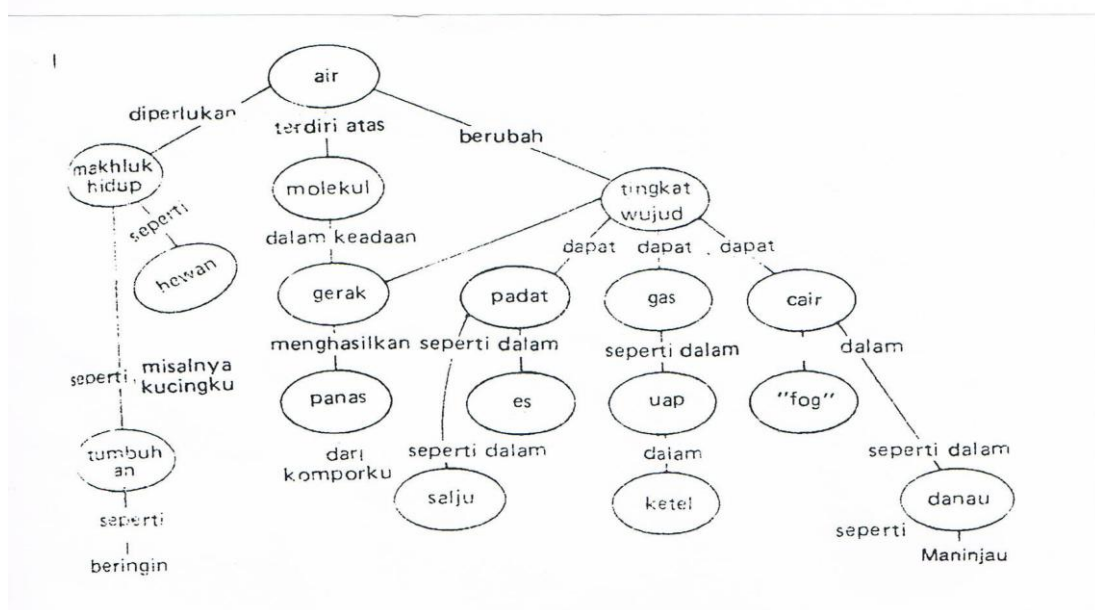 air
diperlukan
terdiri atas
berubah
makhluk
hidup
molekul
tingkat
wujud
seperti
dalam keadaan
dapat dapat dapat
hewan
gerak
padat
gas
cair
menghasilkan
seperti dalam
seperti dalam
dalam
seperti
misalnya
kucingku
panas
es
uap
"fog"
tumbuh
an
dari
komporku
seperti dalam
dalam
seperti dalam
salju
ketel
danau
seperti
seperti
beringin
Maninjau